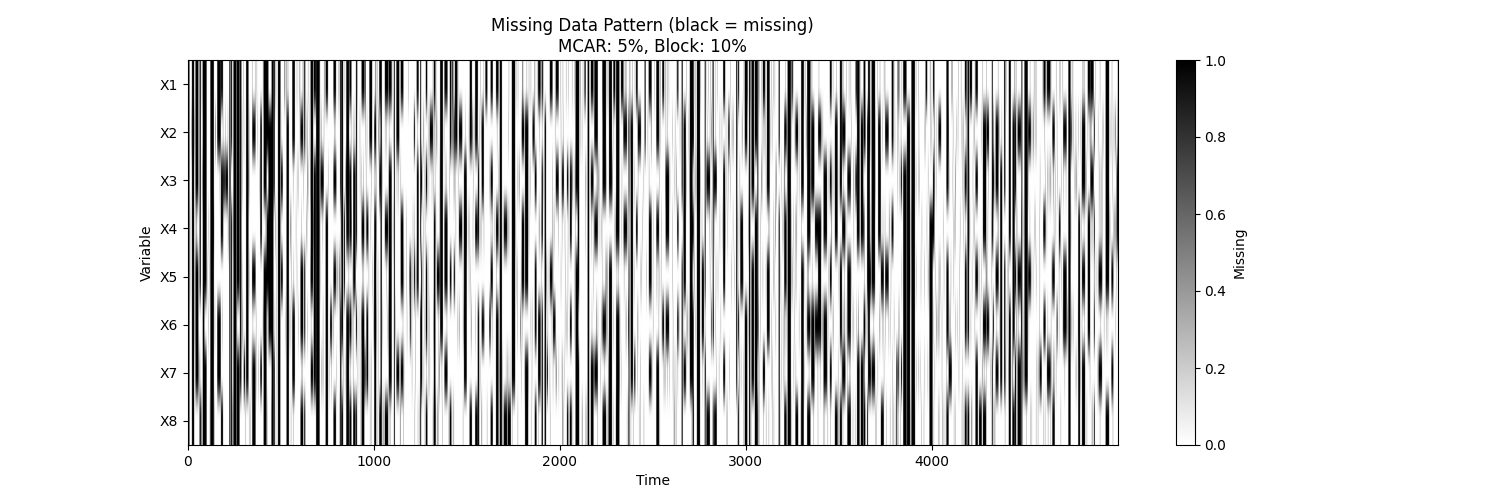 Missing Data Pattern (black = missing)
MCAR: 5%, Block: 10%
Variable
X1
X2
X3
X4
X5
X6
X7
X8
0
1000
2000
3000
4000
Time
1.0
0.8
0.6
0.4
0.2
0.0
Missing